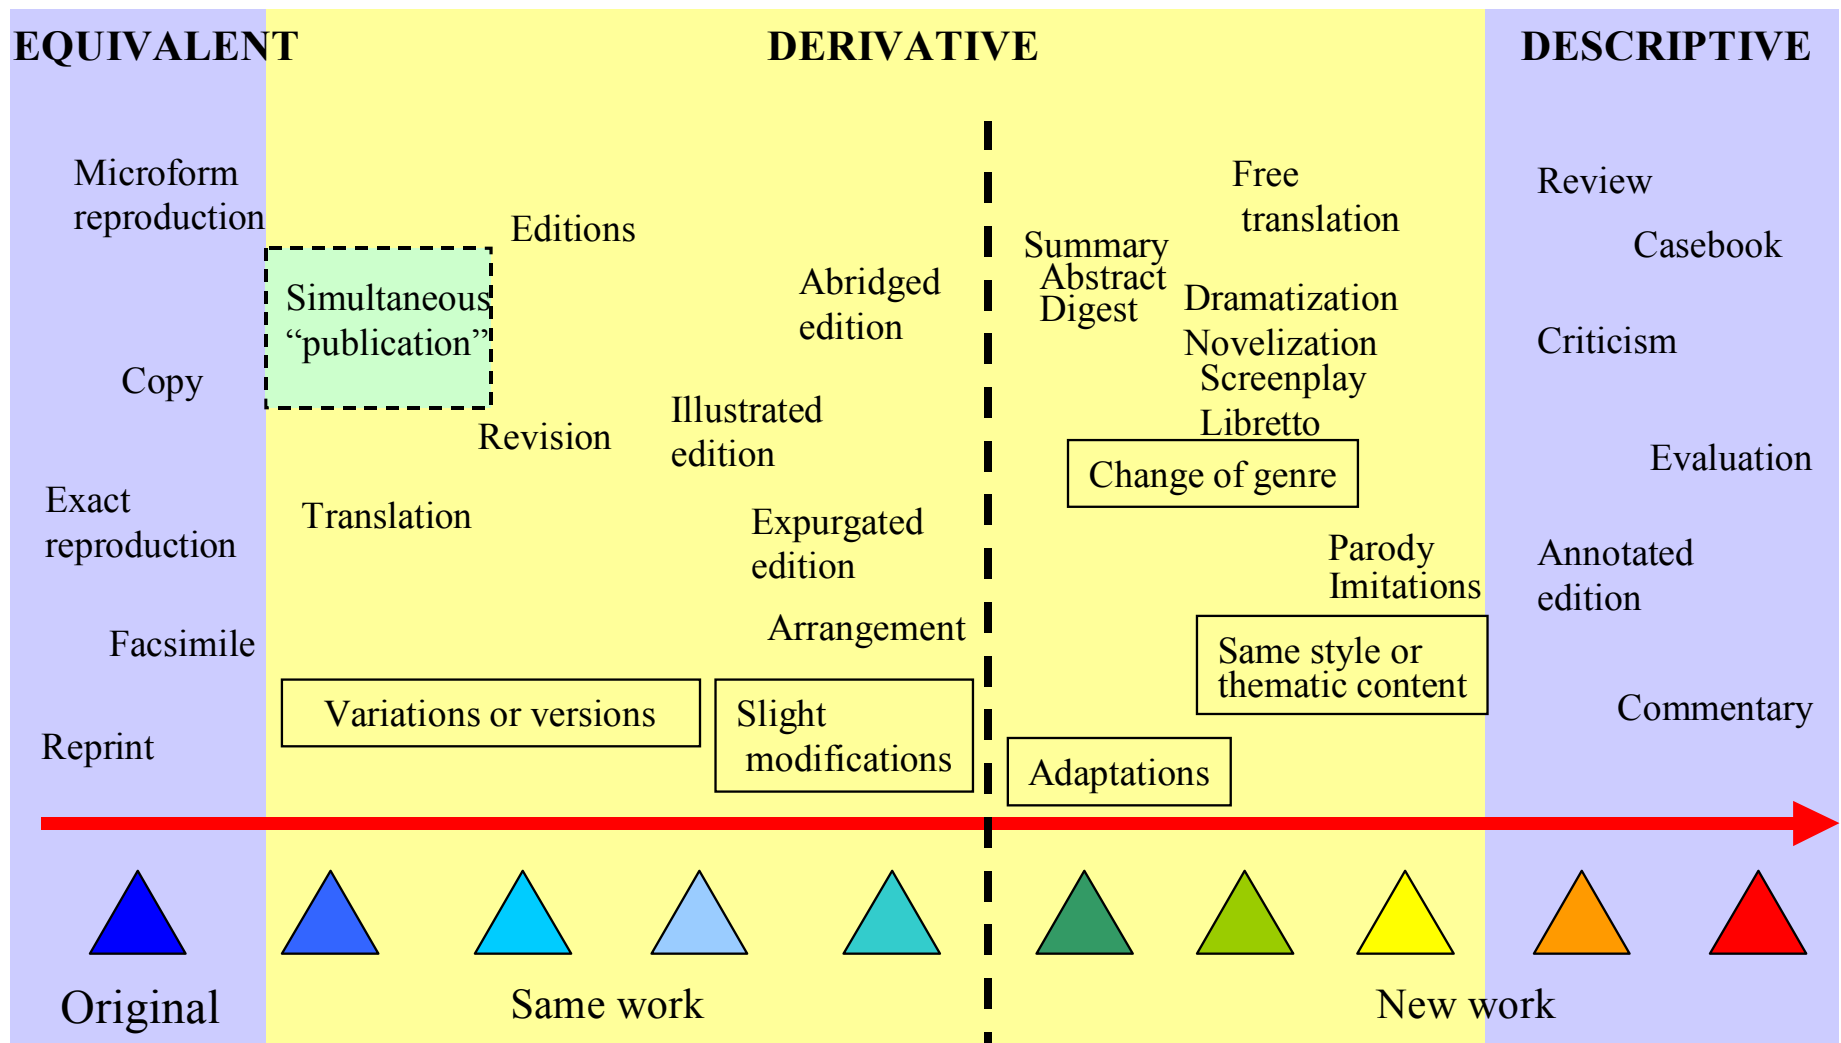 EQUIVALENT
DERIVATIVE
DESCRIPTIVE
Microform
reproduction
Copy
Exact
reproduction
Facsimile
Reprint
Simultaneous
“publication”
Editions
Revision
Translation
Abridged
edition
Illustrated
edition
Expurgated
edition
Arrangement
Variations or versions
Slight
modifications
Free
translation
Summary
Abstract
Digest
Dramatization
Novelization
Screenplay
Libretto
Change of genre
Parody
Imitations
Same style or
thematic content
Adaptations
Review
Casebook
Criticism
Evaluation
Annotated
edition
Commentary
Original
Same work
New work